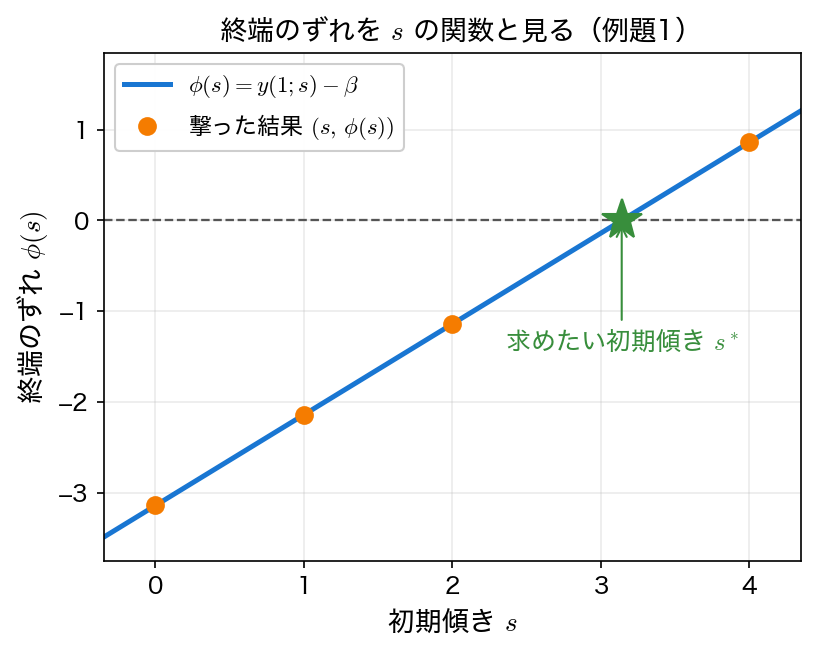 終端のずれを s の関数と見る（例題1）
ϕ(s) = y(1; s) − β
撃った結果 (s, ϕ(s))
終端のずれ ϕ(s)
1
0
−1
−2
−3
求めたい初期傾き s*
0 1 2 3 4
初期傾き s